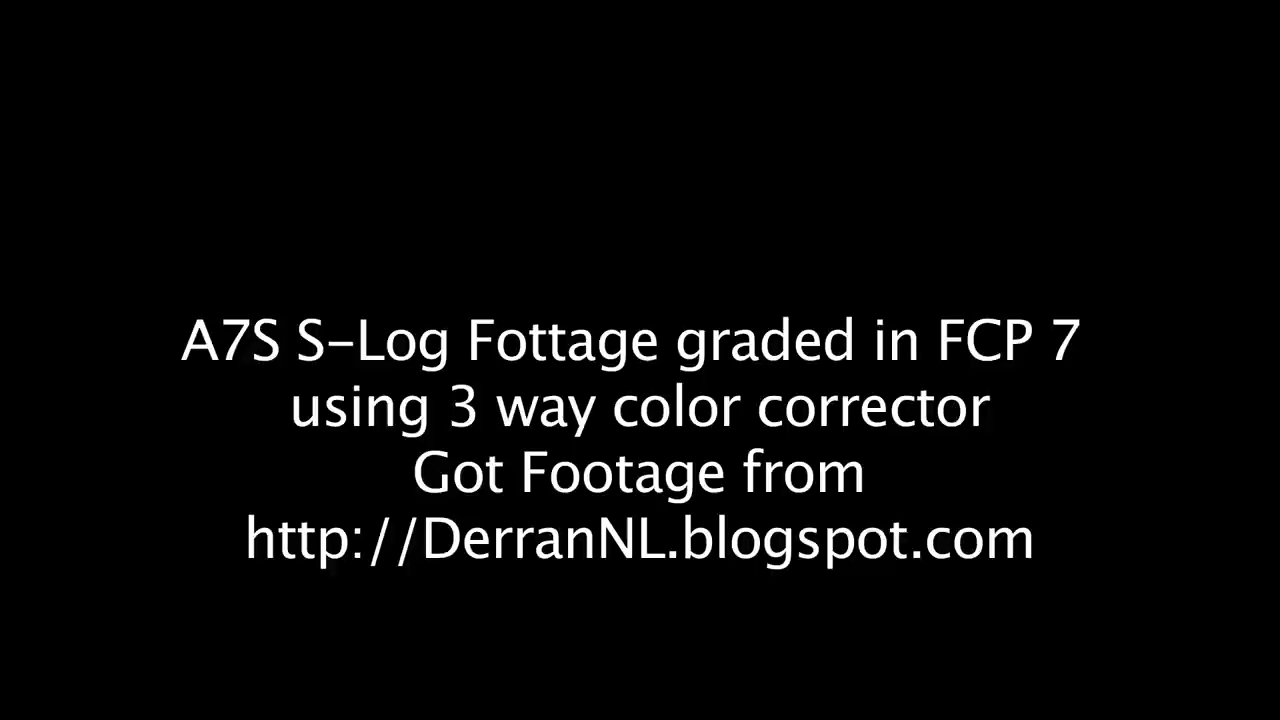 A7S S-Log Fottage graded in FCP 7
using 3 way color corrector
Got Footage from
http://DerranNL.blogspot.com